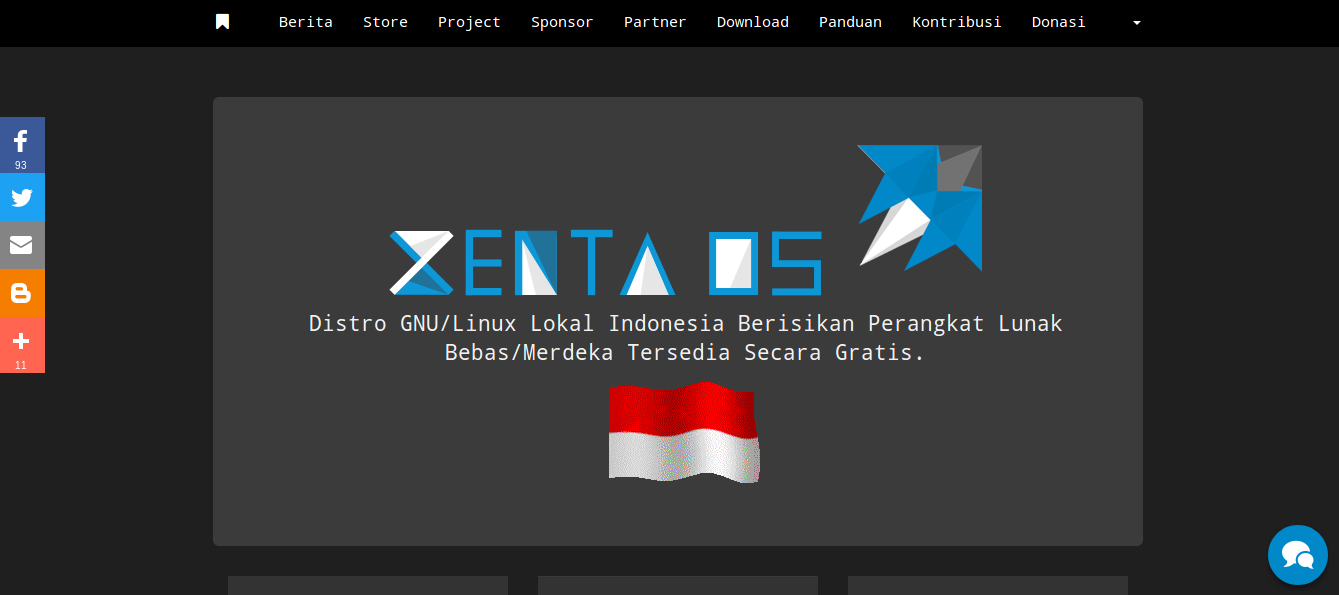 Berita Store Project Sponsor Partner Download Panduan Kontribusi Donasi
93
11
ZENTA OS
Distro GNU/Linux Lokal Indonesia Berisikan Perangkat Lunak
Bebas/Merdeka Tersedia Secara Gratis.